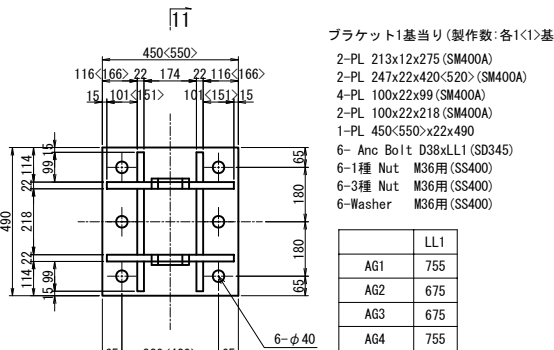 11
450<550>
116<166> 22 174 22 116<166>
15 101<151> 101<151> 15
490
15 114 99
22
218
22
114 99
15
65
180
180
65
6-φ40
ブラケット1基当り(製作数:各1<1>基
2-PL 213x12x275(SM400A)
2-PL 247x22x420<520>(SM400A)
4-PL 100x22x99(SM400A)
2-PL 100x22x218(SM400A)
1-PL 450<550>x22x490
6- Anc Bolt D38xLL1(SD345)
6-1種 Nut M36用(SS400)
6-3種 Nut M36用(SS400)
6-Washer M36用(SS400)
LL1
AG1 755
AG2 675
AG3 675
AG4 755